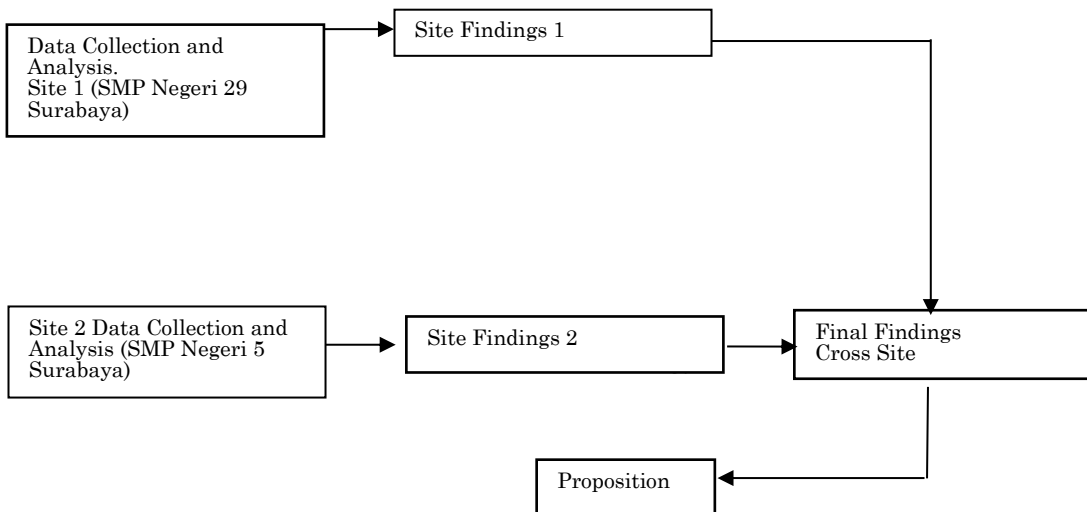 Data Collection and
Analysis.
Site 1 (SMP Negeri 29
Surabaya)
Site Findings 1
Site 2 Data Collection and
Analysis (SMP Negeri 5
Surabaya)
Site Findings 2
Final Findings
Cross Site
Proposition